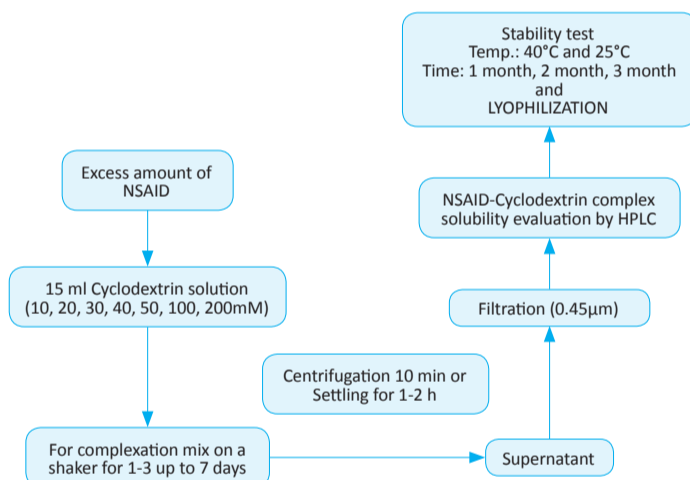 Stability test
Temp.: 40°C and 25°C
Time: 1 month, 2 month, 3 month
and
LYOPHILIZATION
Excess amount of
NSAID
NSAID-Cyclodextrin complex
solubility evaluation by HPLC
15 ml Cyclodextrin solution
(10, 20, 30, 40, 50, 100, 200mM)
Filtration (0.45µm)
Centrifugation 10 min or
Settling for 1-2 h
For complexation mix on a
shaker for 1-3 up to 7 days
Supernatant